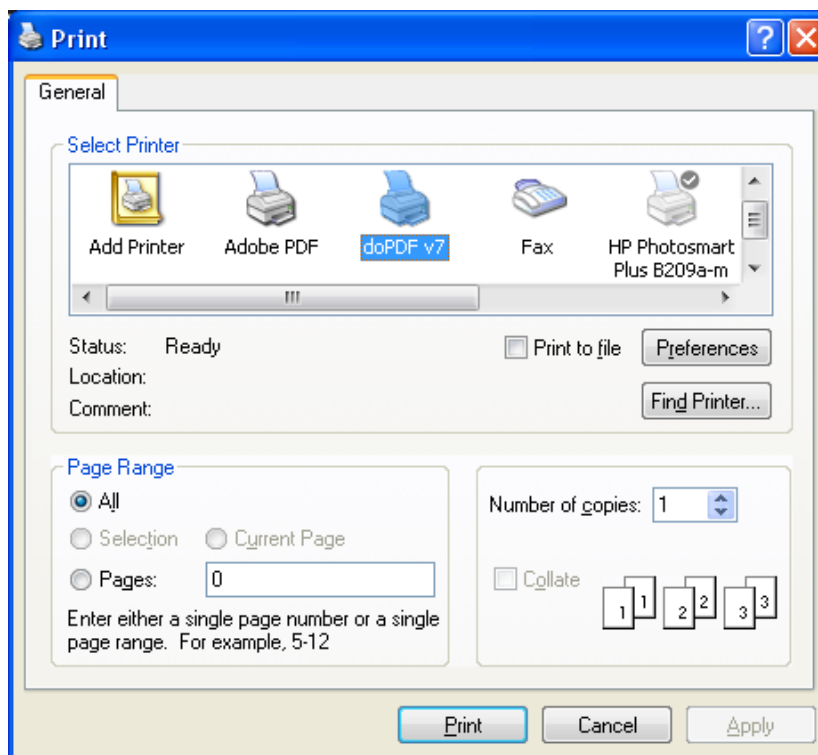 Print
General
Select Printer
Add Printer
Adobe PDF
doPDF v7
Fax
HP Photosmart
Plus B209a-m
Status: Ready
Print to file
Preferences
Location:
Comment:
Find Printer...
Page Range
All
Selection
Current Page
Pages: 0
Enter either a single page number or a single
page range. For example, 5-12
Number of copies: 1
Collate
1 1 2 2 3 3
Print
Cancel
Apply